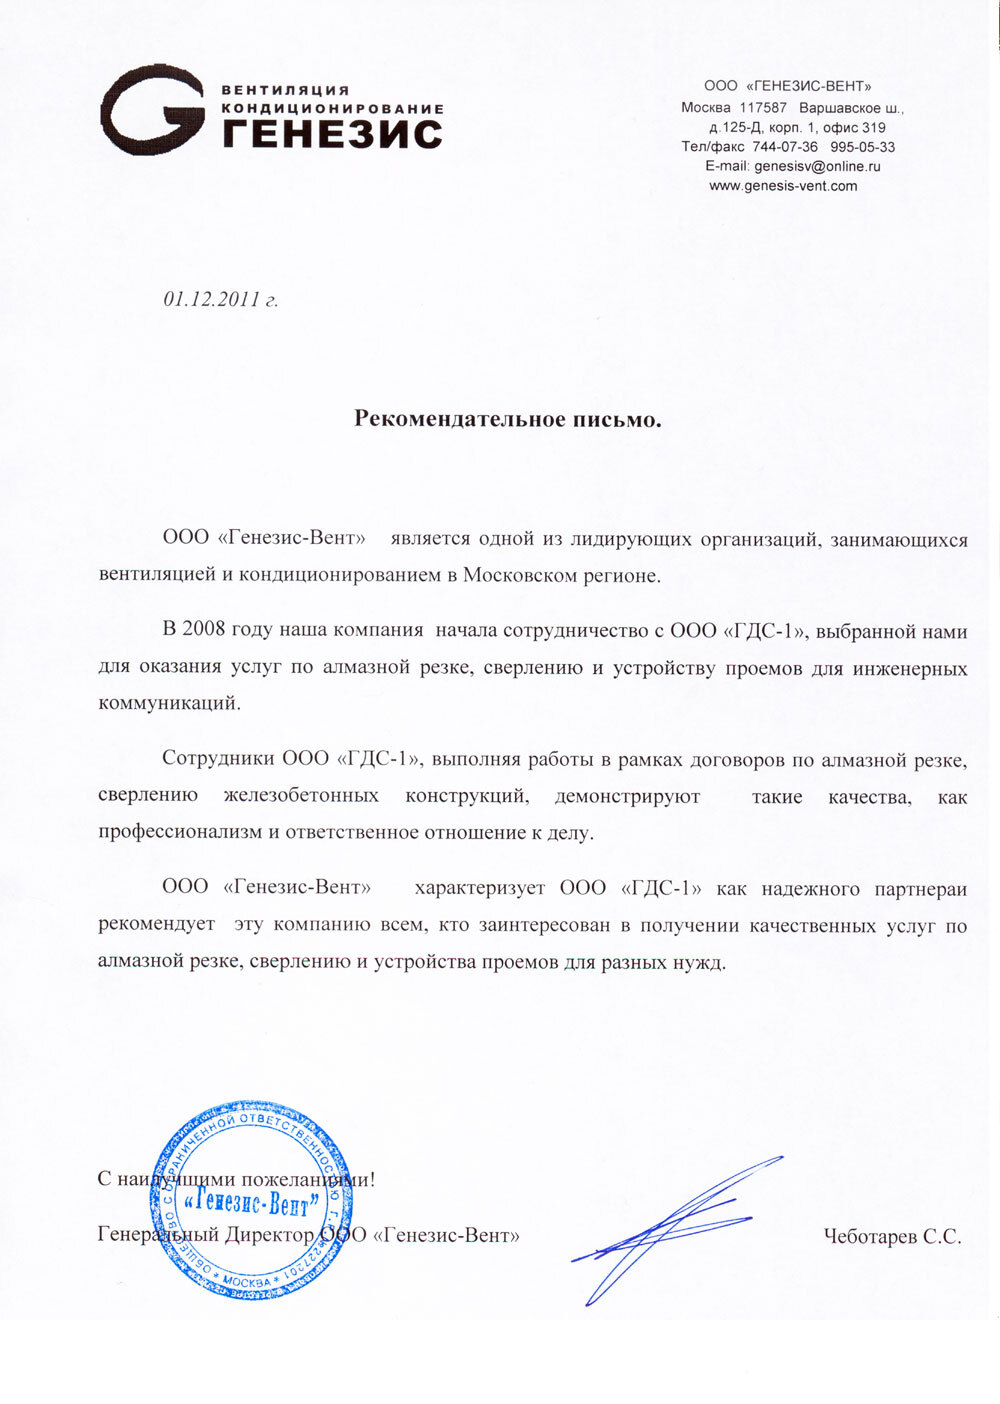 ВЕНТИЛЯЦИЯ
КОНДИЦИОНИРОВАНИЕ
ГЕНЕЗИС
ООО «ГЕНЕЗИС-ВЕНТ»
Москва 117587 Варшавское ш.,
д.125-Д, корп. 1, офис 319
Тел/факс 744-07-36 995-05-33
E-mail: genesisv@online.ru
www.genesis-vent.com
01.12.2011 г.
Рекомендательное письмо.
ООО «Генезис-Вент» является одной из лидирующих организаций, занимающихся
вентиляцией и кондиционированием в Московском регионе.
В 2008 году наша компания начала сотрудничество с ООО «ГДС-1», выбранной нами
для оказания услуг по алмазной резке, сверлению и устройству проемов для инженерных
коммуникаций.
Сотрудники ООО «ГДС-1», выполняя работы в рамках договоров по алмазной резке,
сверлению железобетонных конструкций, демонстрируют такие качества, как
профессионализм и ответственное отношение к делу.
ООО «Генезис-Вент» характеризует ООО «ГДС-1» как надежного партнераи
рекомендует эту компанию всем, кто заинтересован в получении качественных услуг по
алмазной резке, сверлению и устройства проемов для разных нужд.
С наилучшими пожеланиями!
Генеральный Директор ООО «Генезис-Вент»
Чеботарев С.С.
ОБЩЕСТВО С ОГРАНИЧЕННОЙ ОТВЕТСТВЕННОСТЬЮ
«Генезис-Вент”
* МОСКВА *